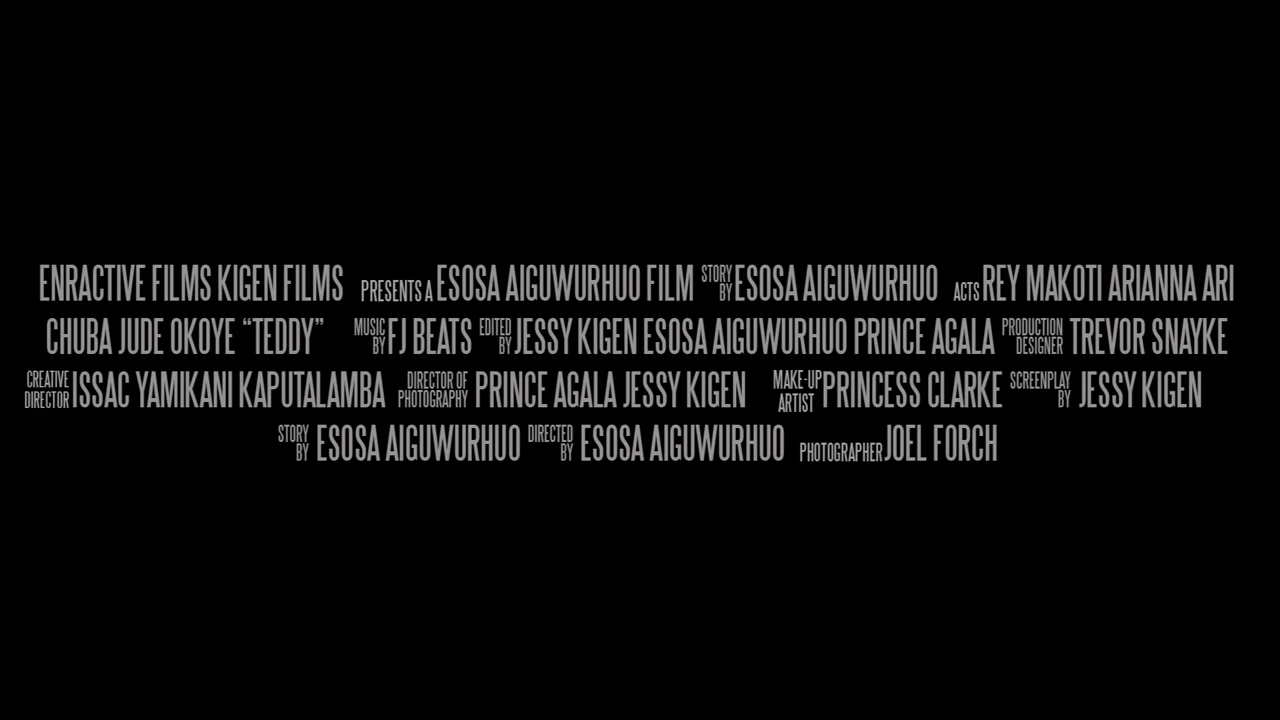 ENRACTIVE FILMS KIGEN FILMS PRESENTS A ESOSA AIGUWURHUO FILM STORY BY ESOSA AIGUWURHUO ACTS REY MAKOTI ARIANNA ARI
CHUBA JUDE OKOYE “TEDDY” MUSIC BY FJ BEATS EDITED BY JESSY KIGEN ESOSA AIGUWURHUO PRINCE AGALA PRODUCTION DESIGNER TREVOR SNAYKE
CREATIVE DIRECTOR ISSAC YAMIKANI KAPUTALAMBA DIRECTOR OF PHOTOGRAPHY PRINCE AGALA JESSY KIGEN MAKE-UP ARTIST PRINCESS CLARKE SCREENPLAY BY JESSY KIGEN
STORY BY ESOSA AIGUWURHUO DIRECTED BY ESOSA AIGUWURHUO PHOTOGRAPHER JOEL FORCH